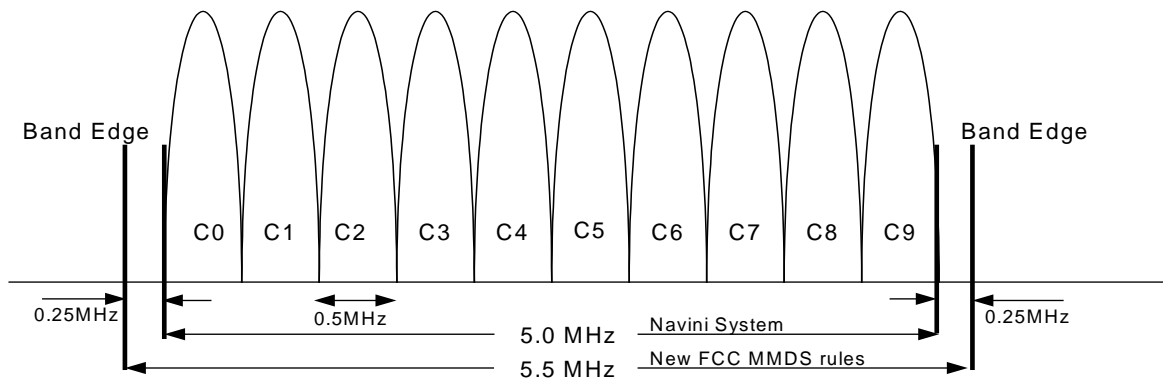 Band Edge
Band Edge
C0 C1 C2 C3 C4 C5 C6 C7 C8 C9
0.25MHz
0.5MHz
0.25MHz
5.0 MHz Navini System
5.5 MHz New FCC MMDS rules